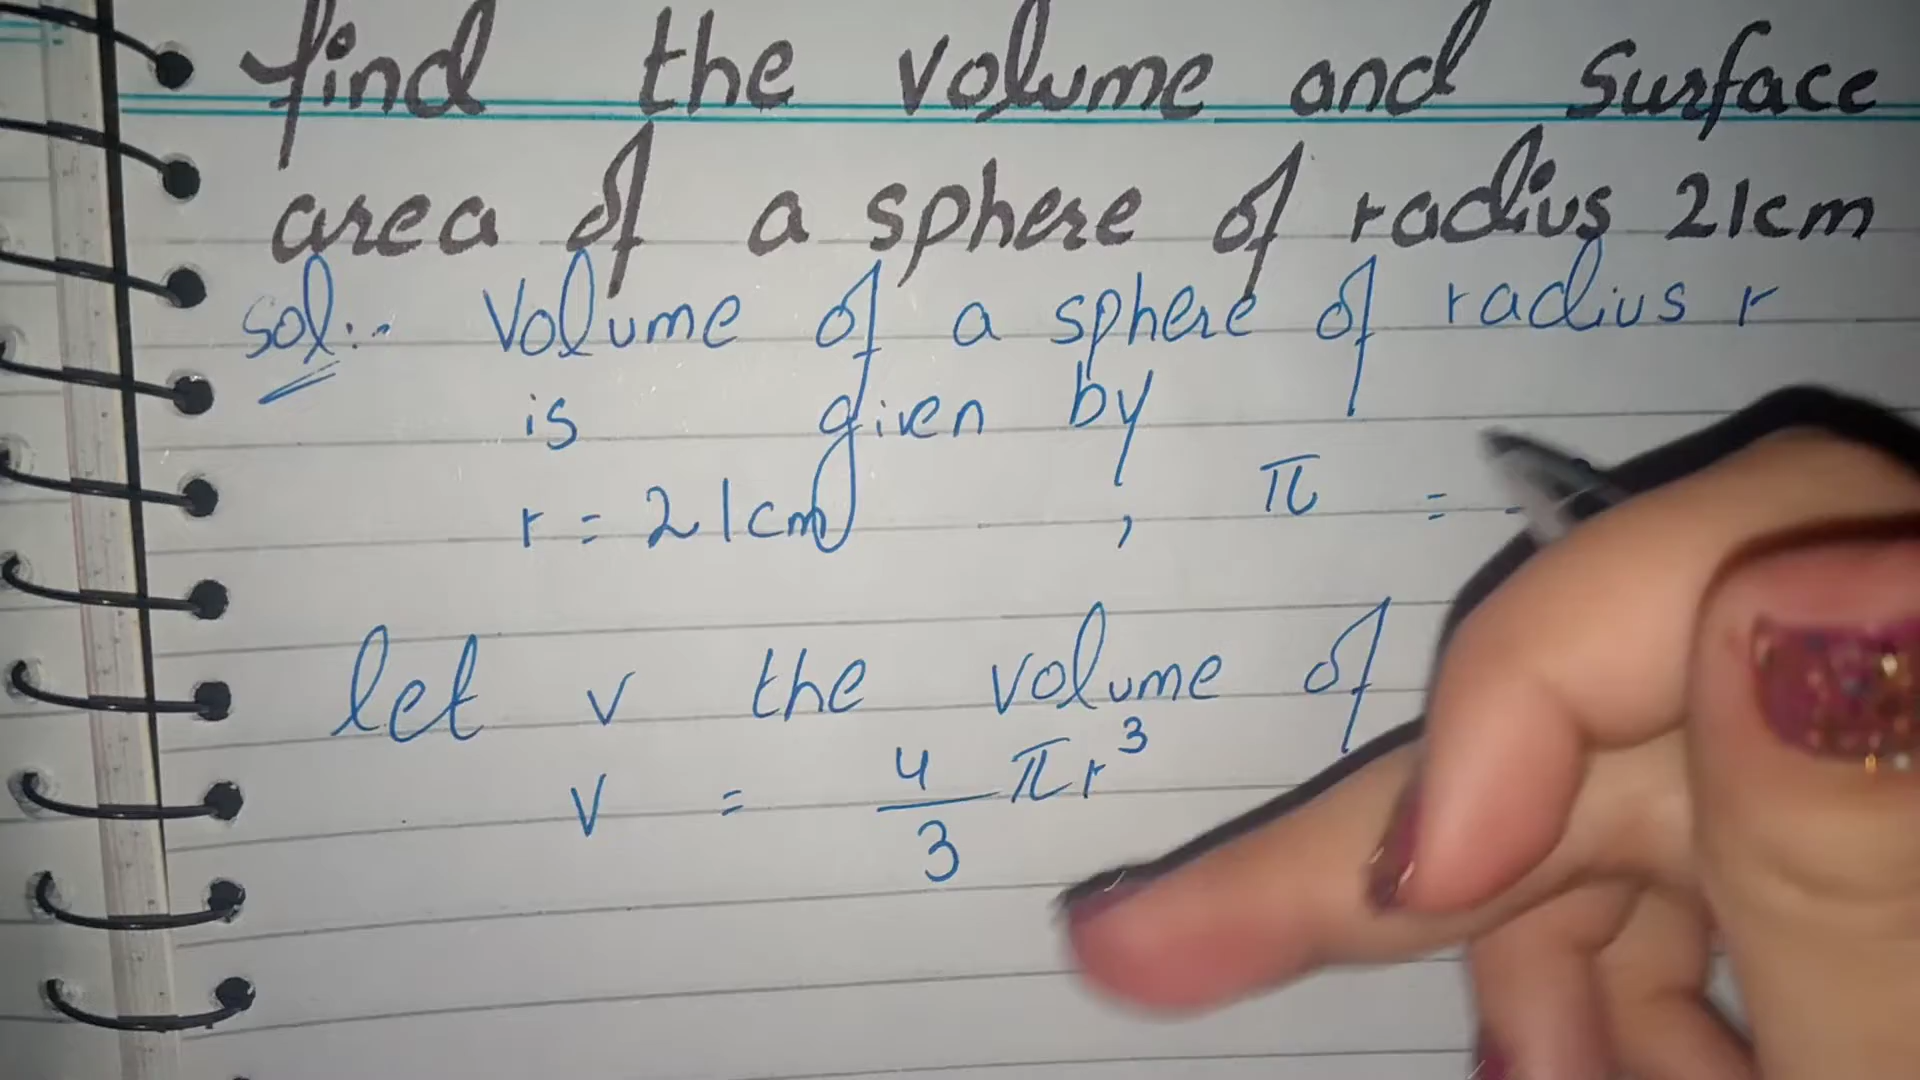 find the volume and surface
area of a sphere of radius 21cm
sol:- Volume of a sphere of radius r
is given by
r = 21cm , π =
let v the volume of
v = 4/3 πr³